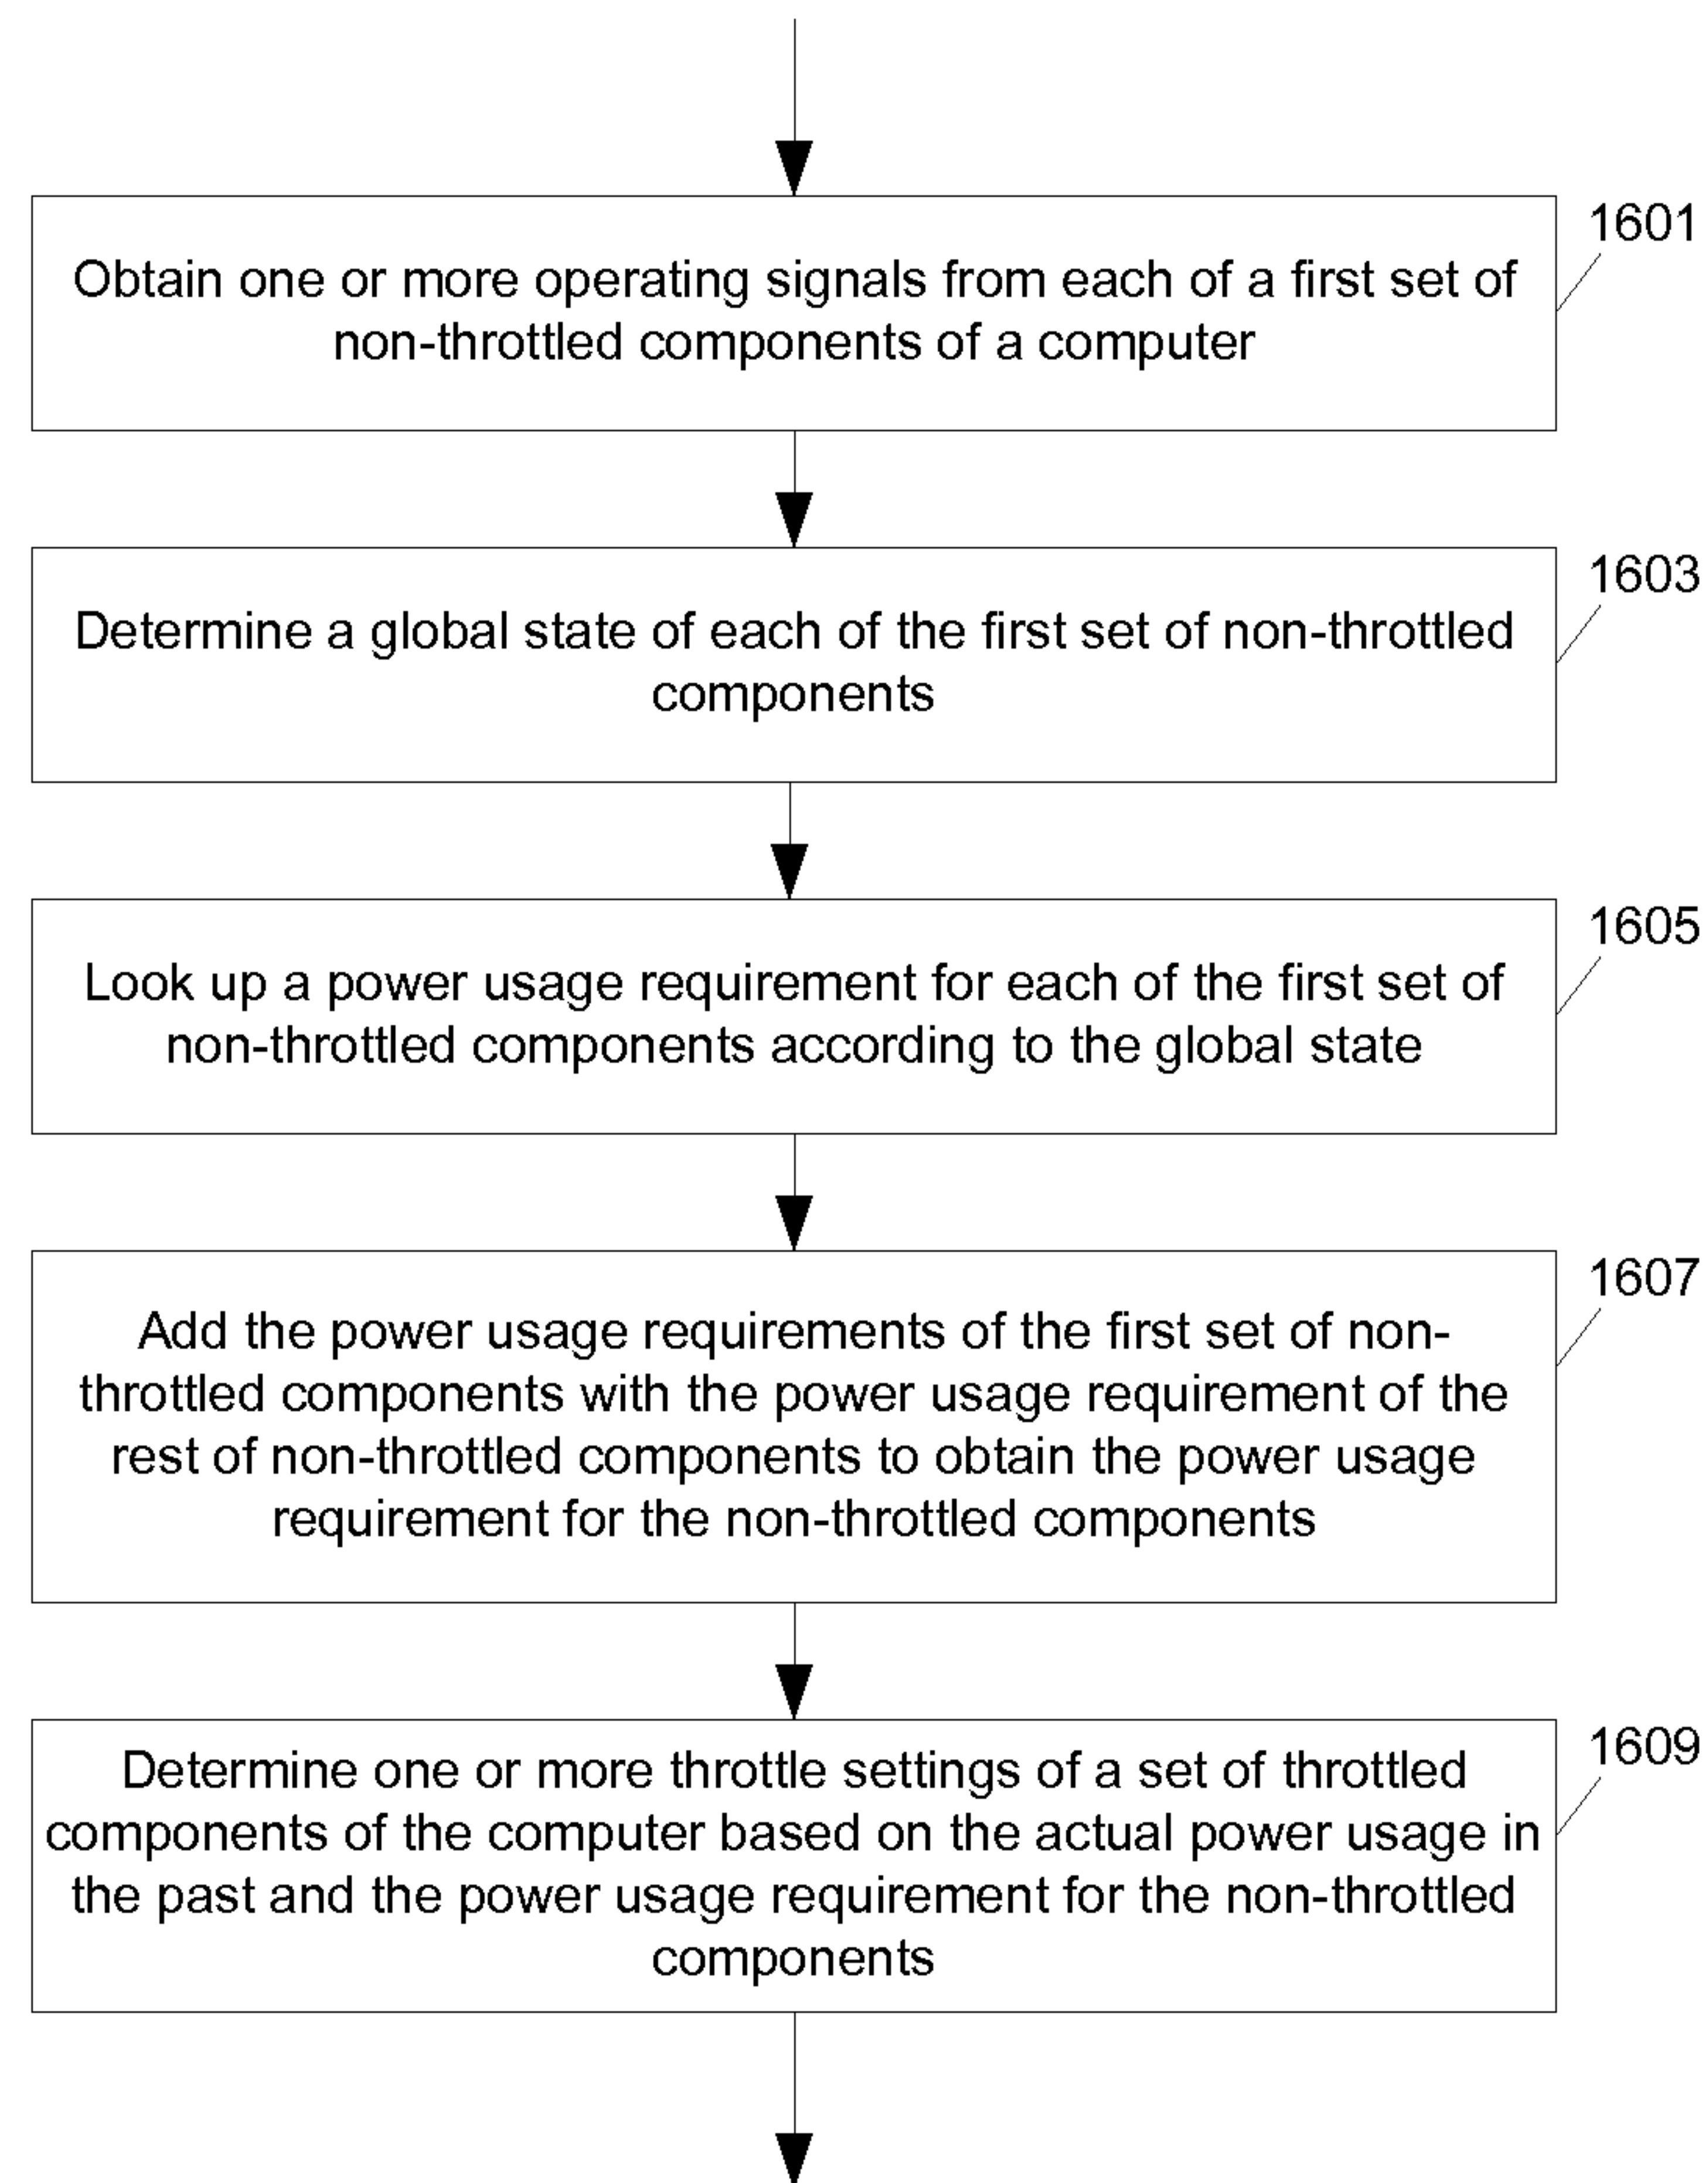 1601
Obtain one or more operating signals from each of a first set of
non-throttled components of a computer
1603
Determine a global state of each of the first set of non-throttled
components
1605
Look up a power usage requirement for each of the first set of
non-throttled components according to the global state
1607
Add the power usage requirements of the first set of non-
throttled components with the power usage requirement of the
rest of non-throttled components to obtain the power usage
requirement for the non-throttled components
1609
Determine one or more throttle settings of a set of throttled
components of the computer based on the actual power usage in
the past and the power usage requirement for the non-throttled
components